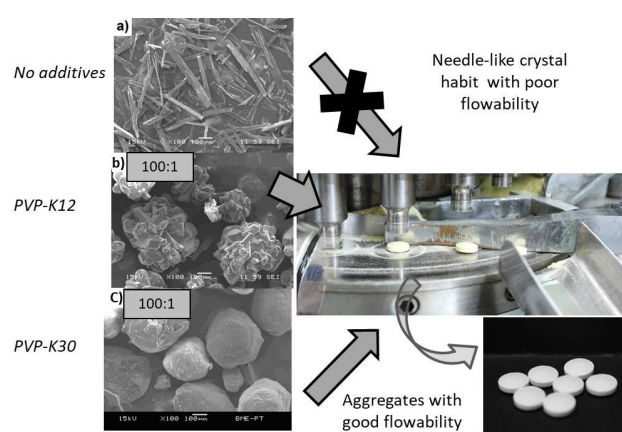 a)
No additives
Needle-like crystal
habit with poor
flowability
15kV X100 100μm 11 59 SEI
b)
100:1
PVP-K12
15kV X100 100μm 11 59 SEI
C)
100:1
PVP-K30
15kV X100 100μm BME-PT
Aggregates with
good flowability